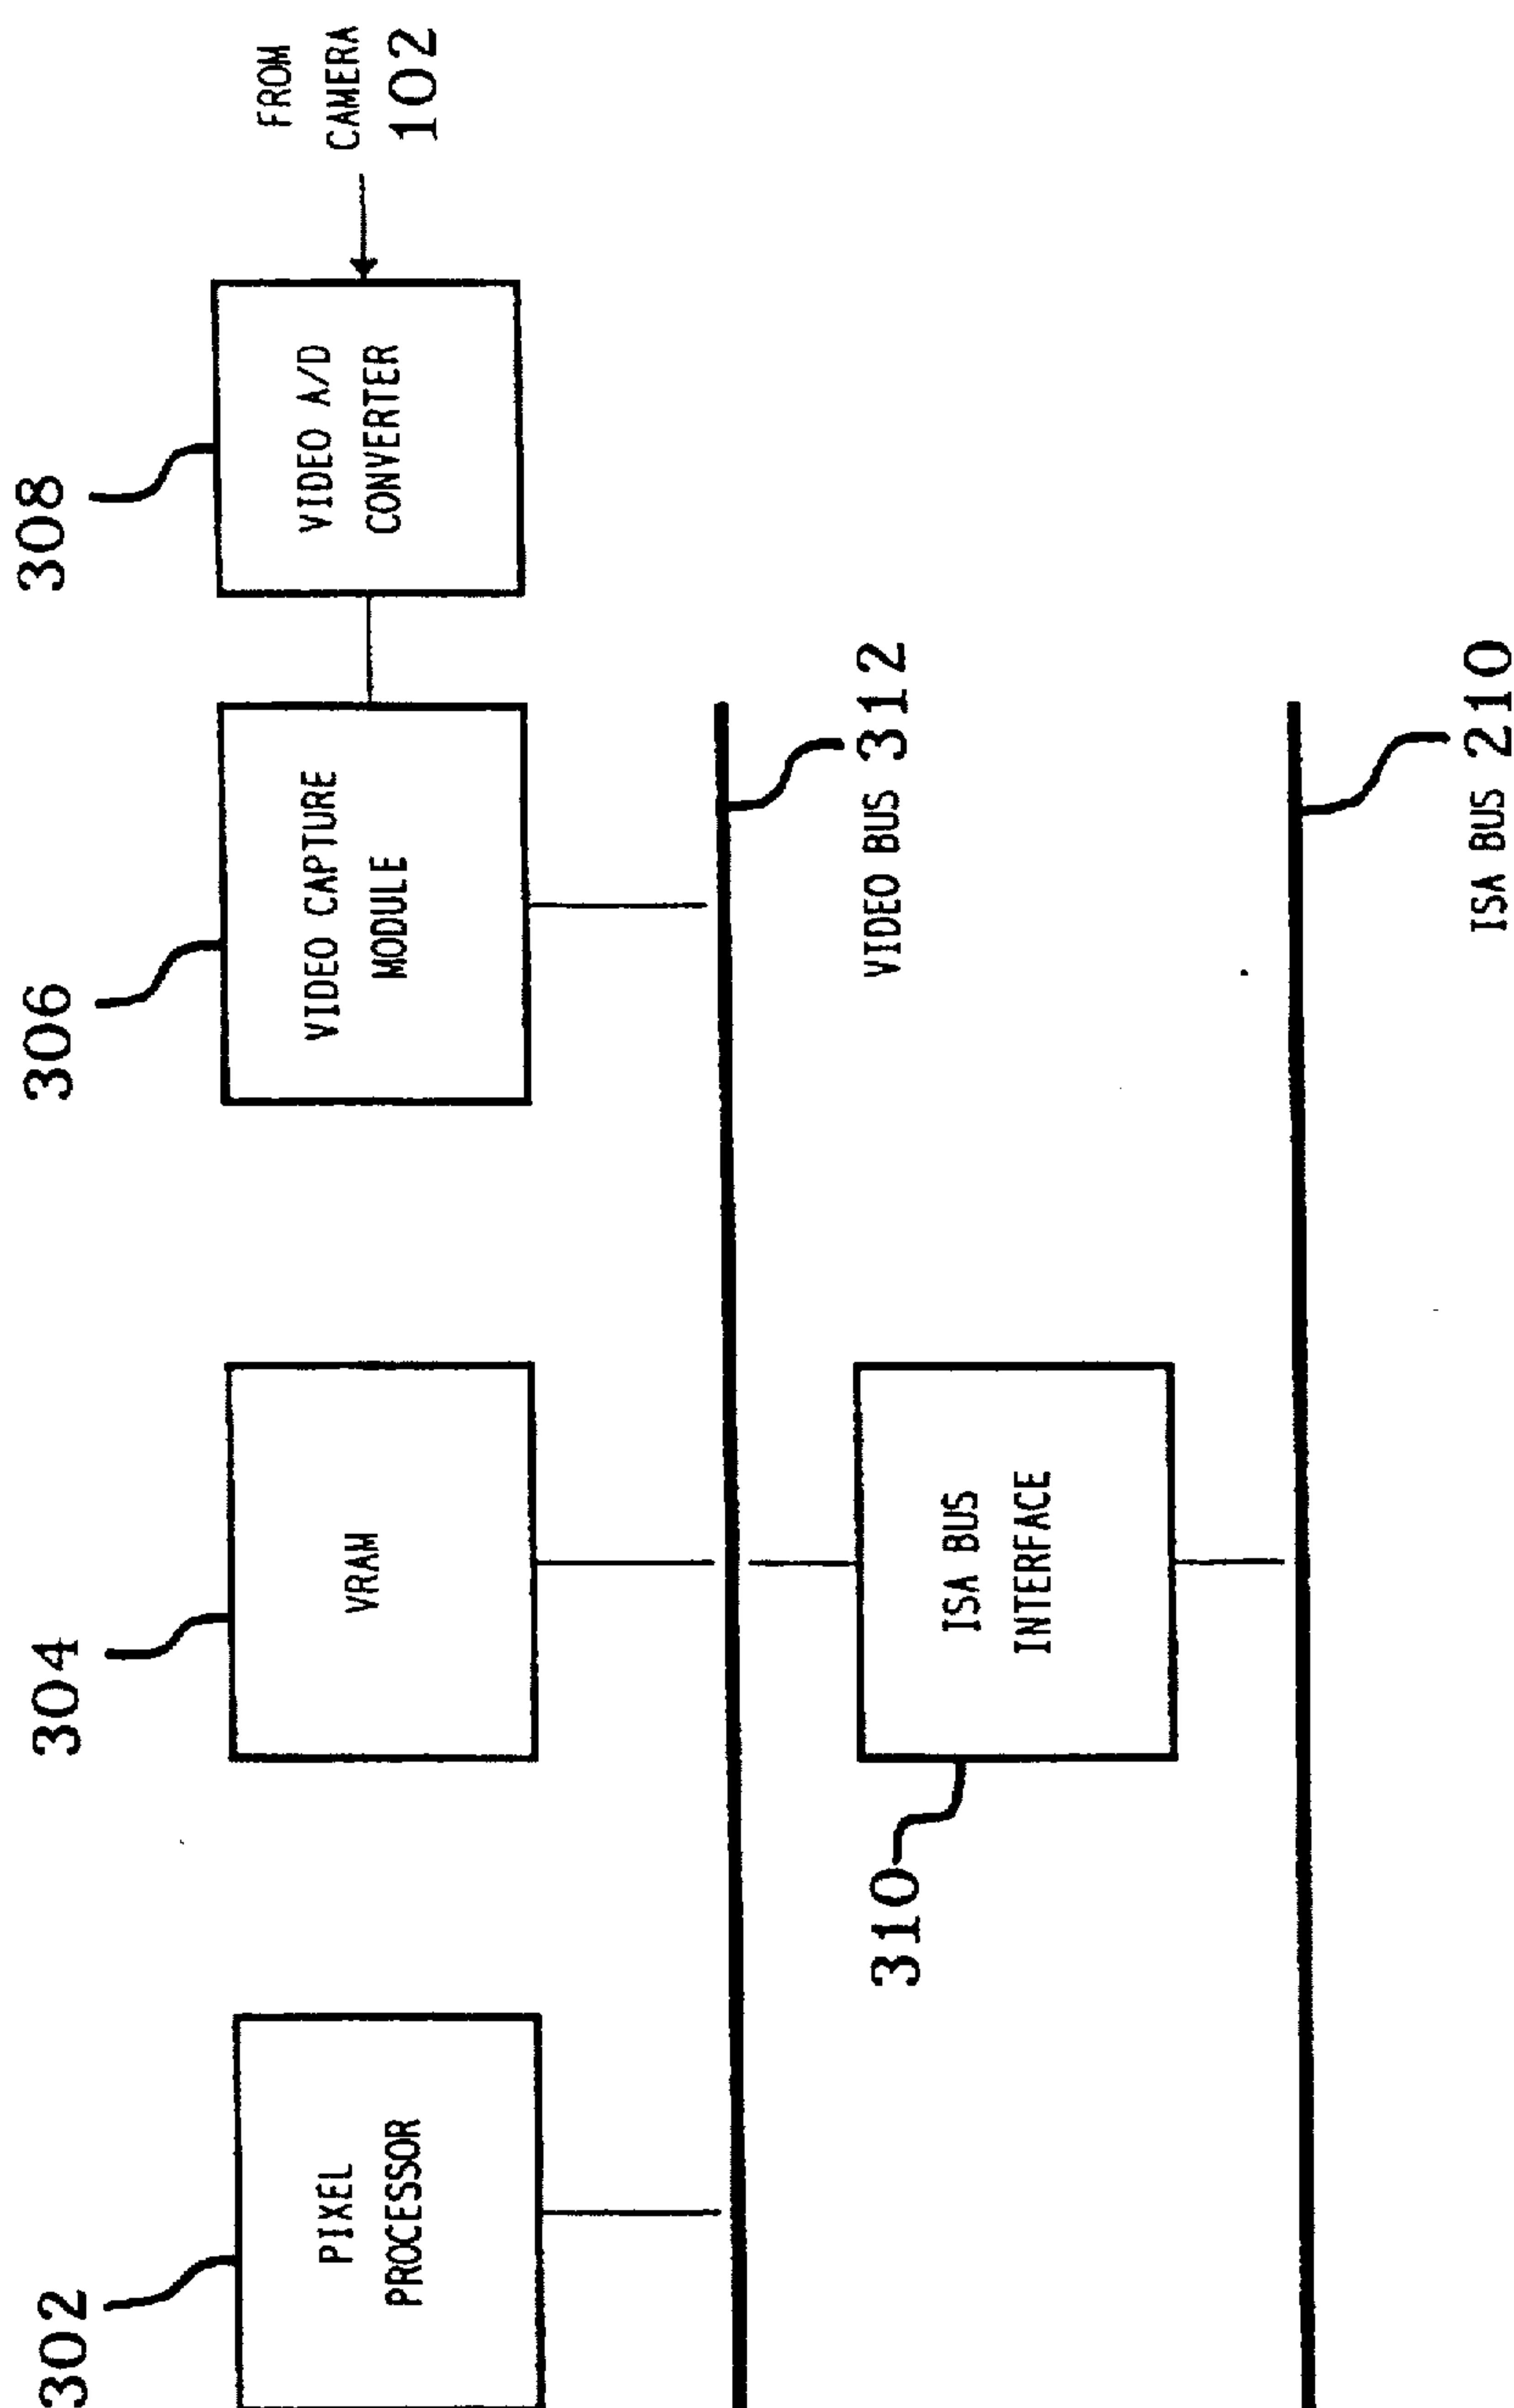 302
304
306
308
PIXEL
PROCESSOR
VRAM
VIDEO CAPTURE
MODULE
VIDEO A/D
CONVERTER
FROM
CAMERA
102
310
ISA BUS
INTERFACE
VIDEO BUS 312
ISA BUS 210